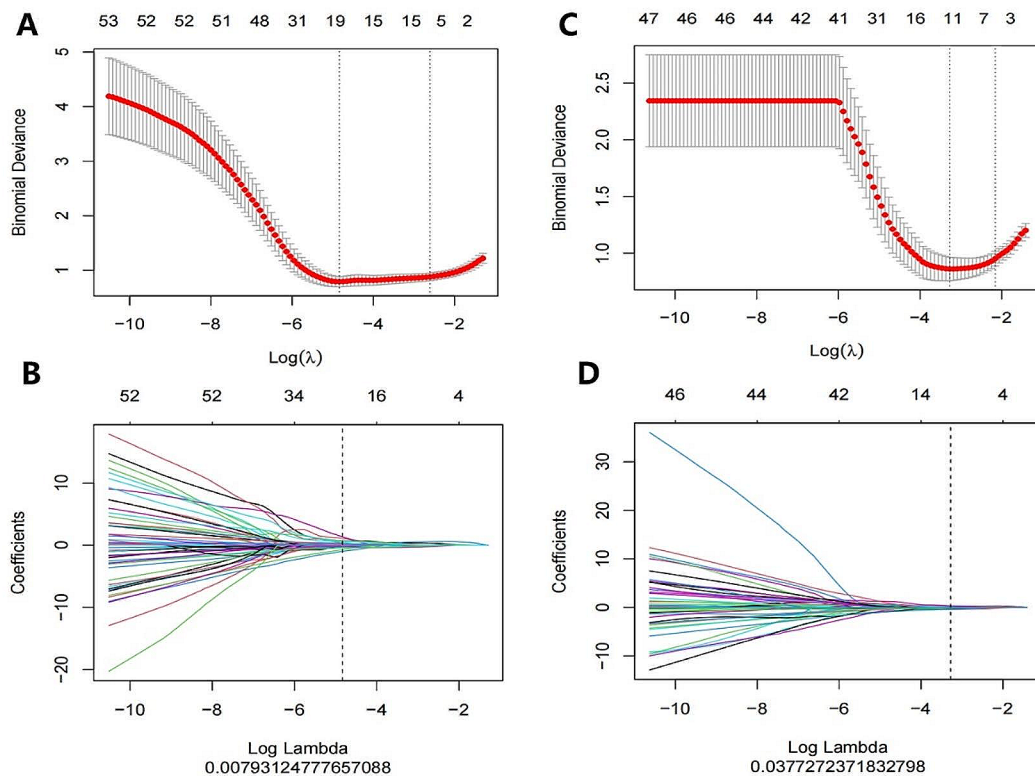 A
53 52 52 51 48 31 19 15 15 5 2
Binomial Deviance
5
4
3
2
1
−10 −8 −6 −4 −2
Log(λ)
C
47 46 46 44 42 41 31 16 11 7 3
Binomial Deviance
2.5
2.0
1.5
1.0
−10 −8 −6 −4 −2
Log(λ)
B
52 52 34 16 4
Coefficients
10
0
−10
−20
−10 −8 −6 −4 −2
Log Lambda
0.00793124777657088
D
46 44 42 14 4
Coefficients
30
20
10
0
−10
−10 −8 −6 −4 −2
Log Lambda
0.0377272371832798